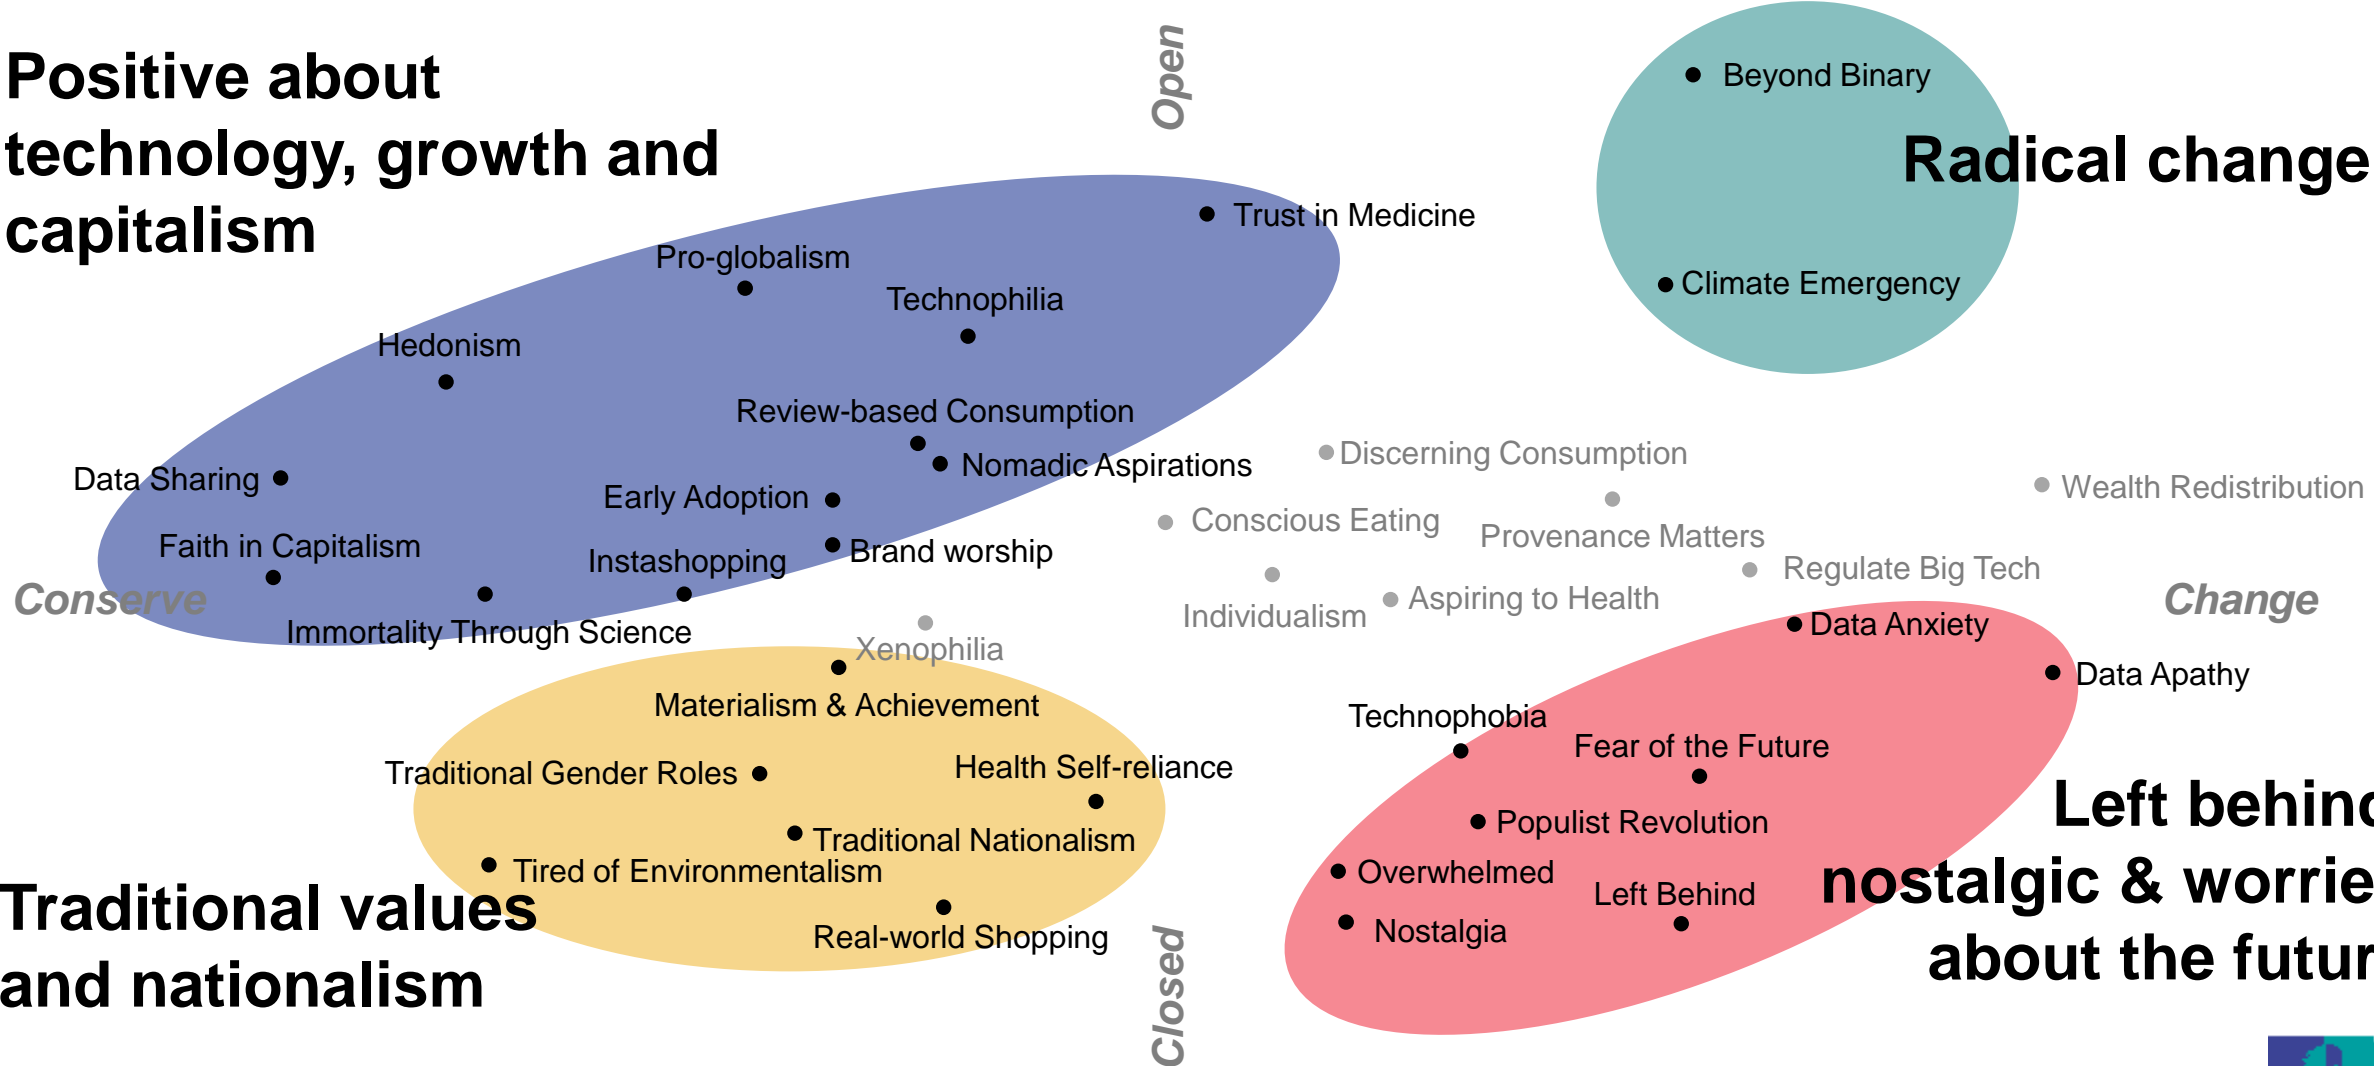 Positive about
technology, growth and
capitalism
Open
Beyond Binary
Radical change
Climate Emergency
Trust in Medicine
Pro-globalism
Technophilia
Hedonism
Review-based Consumption
Nomadic Aspirations
Data Sharing
Early Adoption
Faith in Capitalism
Instashopping
Brand worship
Immortality Through Science
Conserve
Discerning Consumption
Conscious Eating
Provenance Matters
Wealth Redistribution
Regulate Big Tech
Individualism
Aspiring to Health
Change
Xenophilia
Materialism & Achievement
Traditional Gender Roles
Health Self-reliance
Traditional Nationalism
Tired of Environmentalism
Real-world Shopping
Traditional values
and nationalism
Closed
Data Anxiety
Data Apathy
Technophobia
Fear of the Future
Populist Revolution
Overwhelmed
Left Behind
Nostalgia
Left behind
nostalgic & worrie
about the futur